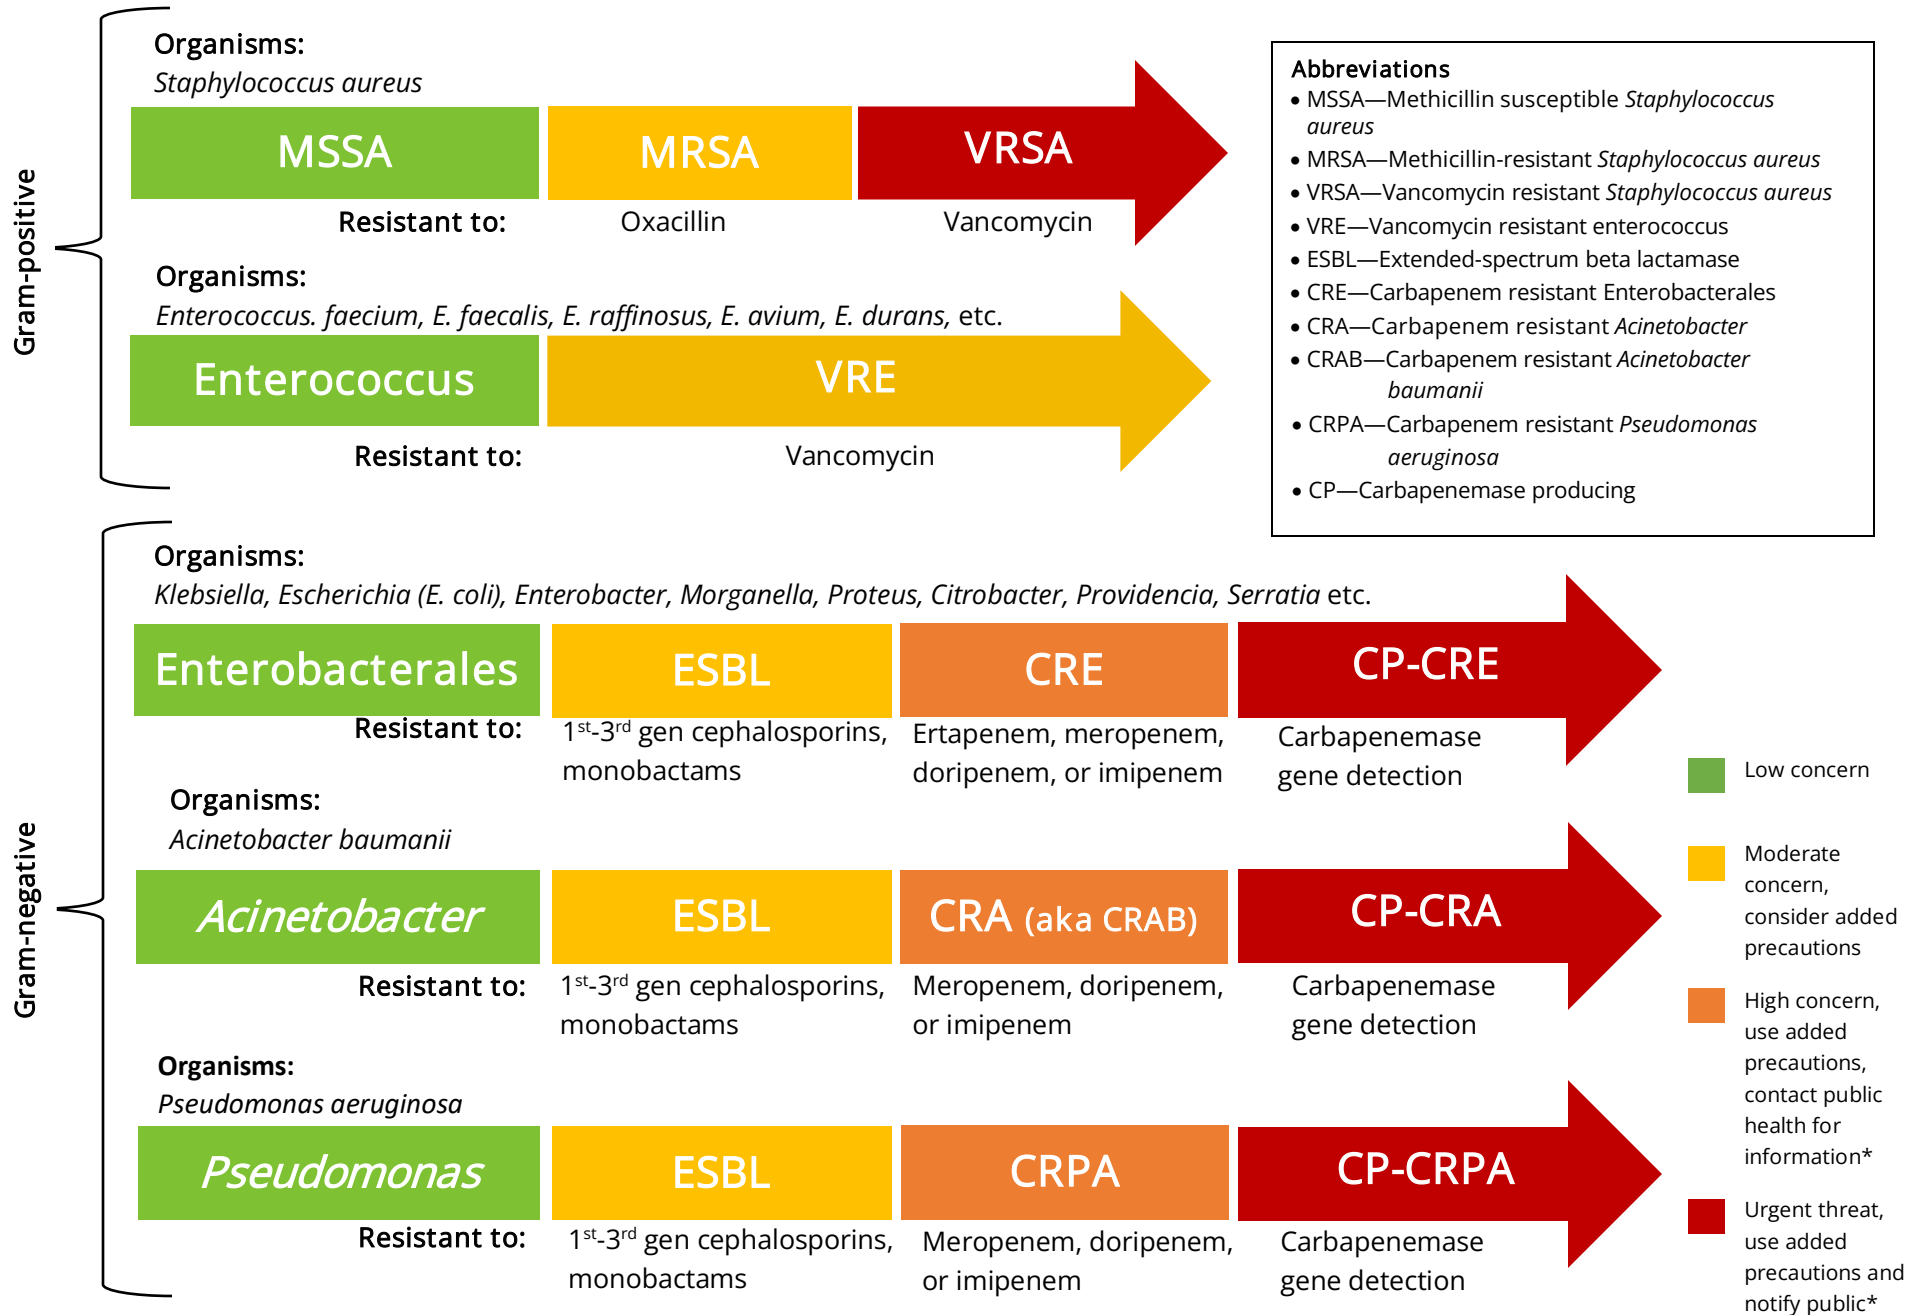 Gram-positive
Organisms:
Staphylococcus aureus
MSSA
MRSA
VRSA
Resistant to:
Oxacillin
Vancomycin
Organisms:
Enterococcus. faecium, E. faecalis, E. raffinosus, E. avium, E. durans, etc.
Enterococcus
VRE
Resistant to:
Vancomycin
Abbreviations
• MSSA—Methicillin susceptible Staphylococcus
aureus
• MRSA—Methicillin-resistant Staphylococcus aureus
• VRSA—Vancomycin resistant Staphylococcus aureus
• VRE—Vancomycin resistant enterococcus
• ESBL—Extended-spectrum beta lactamase
• CRE—Carbapenem resistant Enterobacterales
• CRA—Carbapenem resistant Acinetobacter
• CRAB—Carbapenem resistant Acinetobacter
baumanii
• CRPA—Carbapenem resistant Pseudomonas
aeruginosa
• CP—Carbapenemase producing
Gram-negative
Organisms:
Klebsiella, Escherichia (E. coli), Enterobacter, Morganella, Proteus, Citrobacter, Providencia, Serratia etc.
Enterobacterales
ESBL
CRE
CP-CRE
Resistant to:
1st-3rd gen cephalosporins,
monobactams
Ertapenem, meropenem,
doripenem, or imipenem
Carbapenemase
gene detection
Organisms:
Acinetobacter baumanii
Acinetobacter
ESBL
CRA (aka CRAB)
CP-CRA
Resistant to:
1st-3rd gen cephalosporins,
monobactams
Meropenem, doripenem,
or imipenem
Carbapenemase
gene detection
Organisms:
Pseudomonas aeruginosa
Pseudomonas
ESBL
CRPA
CP-CRPA
Resistant to:
1st-3rd gen cephalosporins,
monobactams
Meropenem, doripenem,
or imipenem
Carbapenemase
gene detection
Low concern
Moderate
concern,
consider added
precautions
High concern,
use added
precautions,
contact public
health for
information*
Urgent threat,
use added
precautions and
notify public*